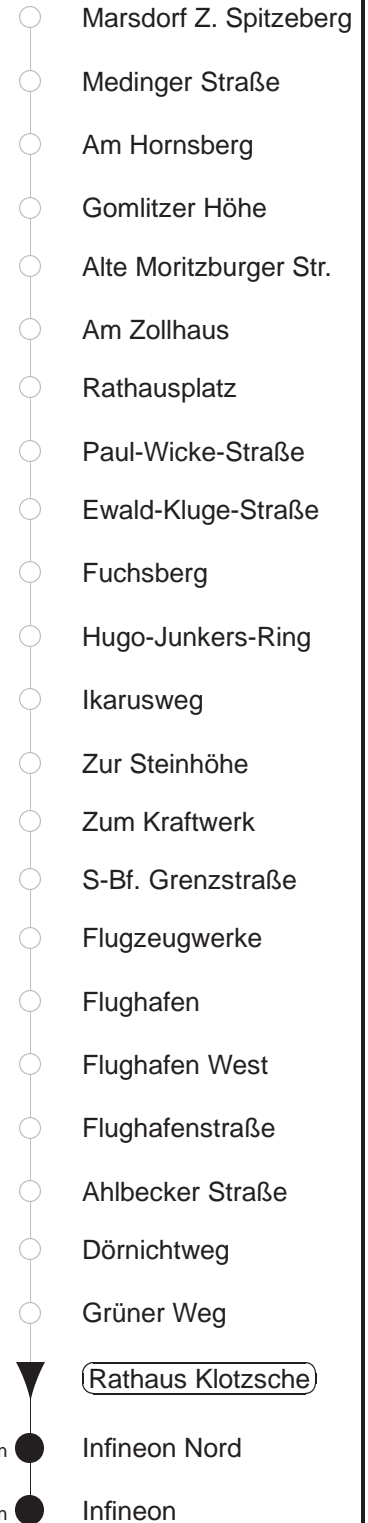 Marsdorf Z. Spitzeberg
Medinger Straße
Am Hornsberg
Gomlitzer Höhe
Alte Moritzburger Str.
Am Zollhaus
Rathausplatz
Paul-Wicke-Straße
Ewald-Kluge-Straße
Fuchsberg
Hugo-Junkers-Ring
Ikarusweg
Zur Steinhöhe
Zum Kraftwerk
S-Bf. Grenzstraße
Flugzeugwerke
Flughafen
Flughafen West
Flughafenstraße
Ahlbecker Straße
Dörnichtweg
Grüner Weg
Rathaus Klotzsche
Infineon Nord
Infineon